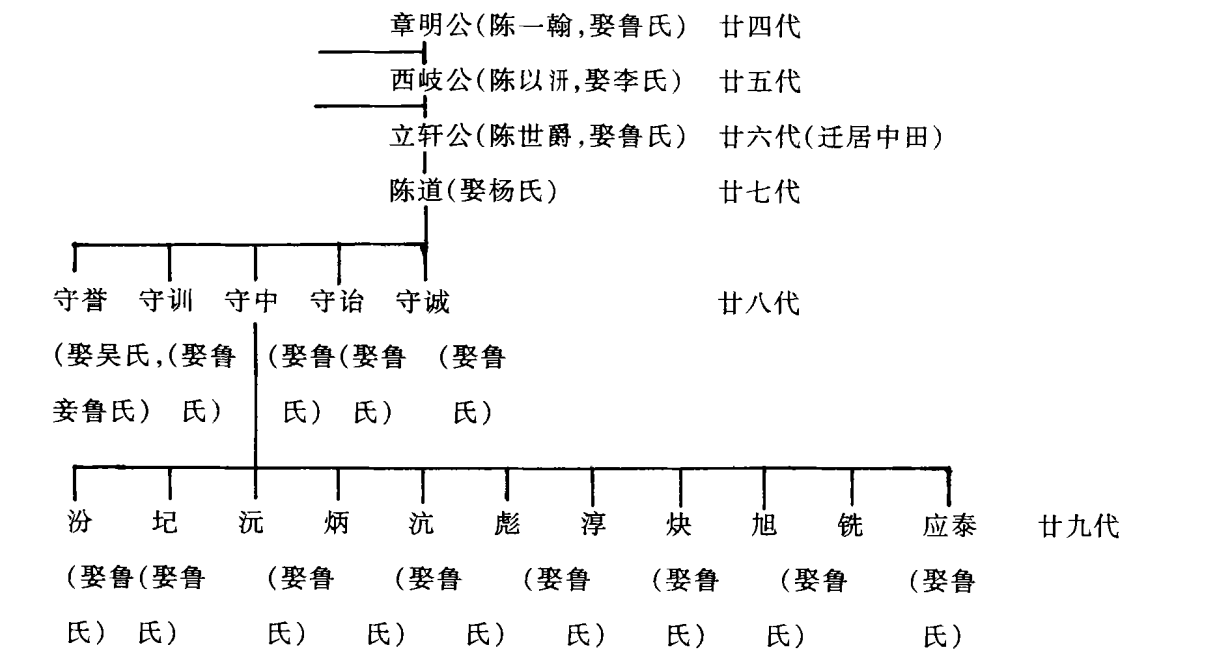 章明公(陈一翰,娶鲁氏) 廿四代
西岐公(陈以汧,娶李氏) 廿五代
立轩公(陈世爵,娶鲁氏) 廿六代(迁居中田)
陈道(娶杨氏) 廿七代
守誉 守训 守中 守诒 守诚 廿八代
(娶吴氏,(娶鲁 (娶鲁(娶鲁 (娶鲁
妾鲁氏) 氏) 氏) 氏) 氏)
汾 圮 沅 炳 沆 彪 淳 炔 旭 铣 应泰 廿九代
(娶鲁(娶鲁 (娶鲁 (娶鲁 (娶鲁 (娶鲁 (娶鲁 (娶鲁
氏) 氏) 氏) 氏) 氏) 氏) 氏) 氏) 氏)